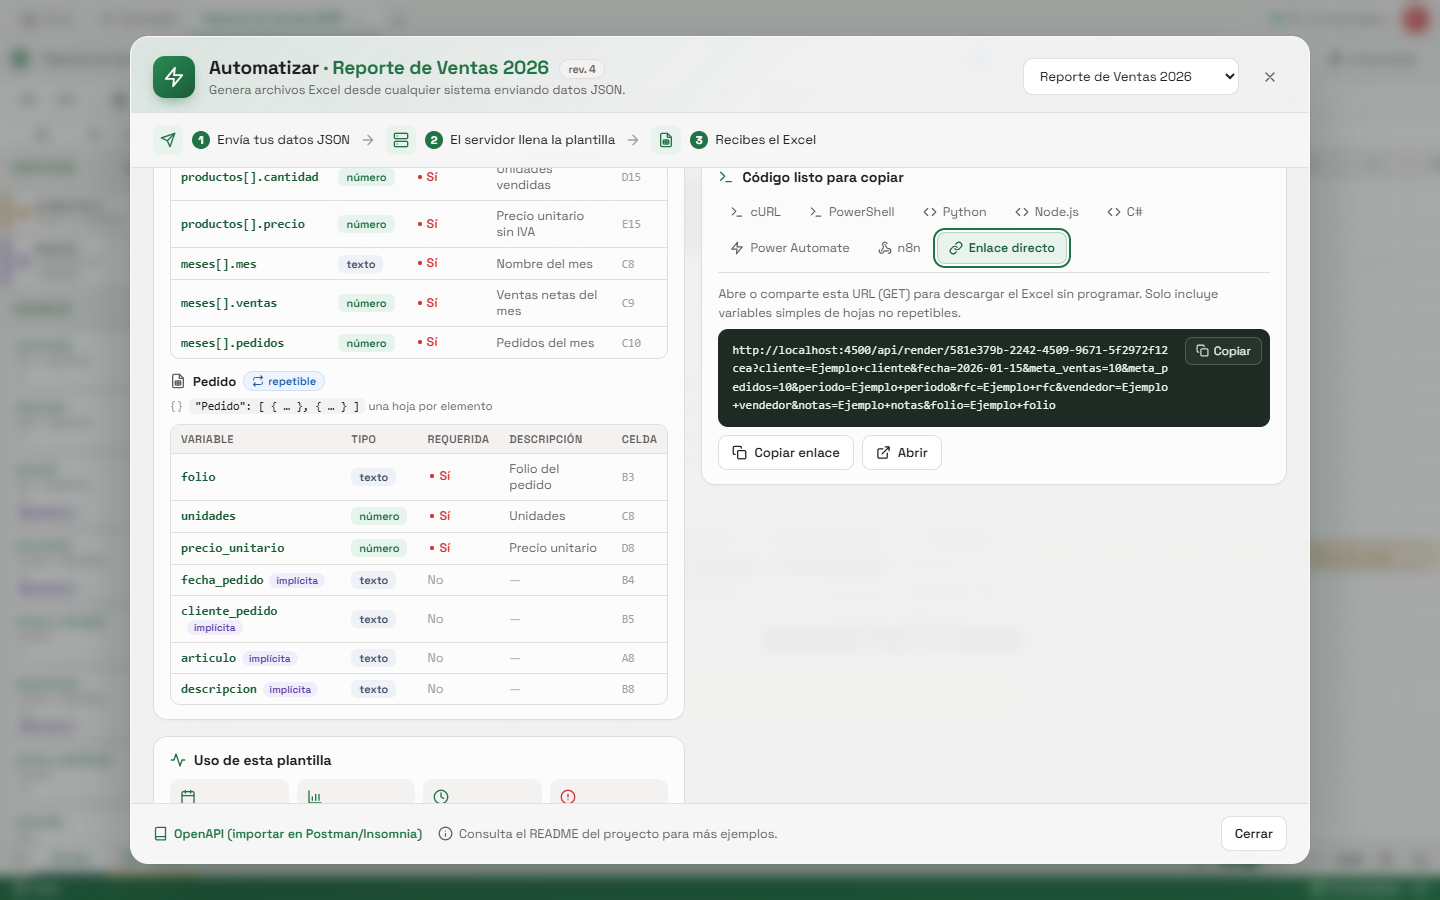 Automatizar · Reporte de Ventas 2026 rev. 4
Genera archivos Excel desde cualquier sistema enviando datos JSON.
Reporte de Ventas 2026
1 Envía tus datos JSON → 2 El servidor llena la plantilla → 3 Recibes el Excel
productos[].cantidad número • Sí Unidades vendidas D15
productos[].precio número • Sí Precio unitario sin IVA E15
meses[].mes texto • Sí Nombre del mes C8
meses[].ventas número • Sí Ventas netas del mes C9
meses[].pedidos número • Sí Pedidos del mes C10
Pedido repetible
{} "Pedido": [ { … }, { … } ] una hoja por elemento
VARIABLE TIPO REQUERIDA DESCRIPCIÓN CELDA
folio texto • Sí Folio del pedido B3
unidades número • Sí Unidades C8
precio_unitario número • Sí Precio unitario D8
fecha_pedido implícita texto No — B4
cliente_pedido implícita texto No — B5
articulo implícita texto No — A8
descripcion implícita texto No — B8
Uso de esta plantilla
Código listo para copiar
cURL PowerShell Python Node.js C#
Power Automate n8n Enlace directo
Abre o comparte esta URL (GET) para descargar el Excel sin programar. Solo incluye
variables simples de hojas no repetibles.
http://localhost:4500/api/render/581e379b-2242-4509-9671-5f2972f12
cea?cliente=Ejemplo+cliente&fecha=2026-01-15&meta_ventas=10&meta_p
edidos=10&periodo=Ejemplo+periodo&rfc=Ejemplo+rfc&vendedor=Ejemplo
+vendedor&notas=Ejemplo+notas&folio=Ejemplo+folio
Copiar
Copiar enlace Abrir
OpenAPI (importar en Postman/Insomnia) Consulta el README del proyecto para más ejemplos.
Cerrar